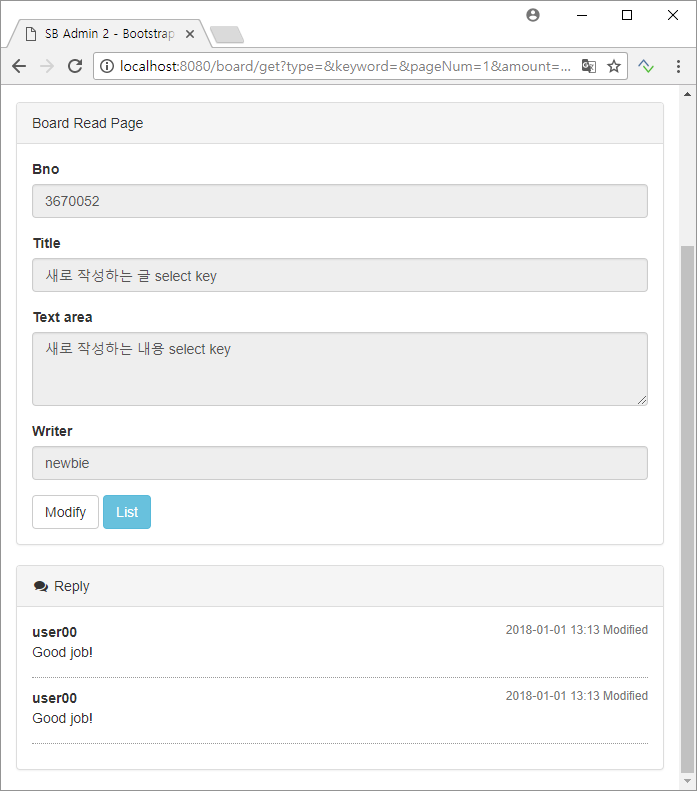 SB Admin 2 - Bootstrap
localhost:8080/board/get?type=&keyword=&pageNum=1&amount=...
Board Read Page
Bno
3670052
Title
새로 작성하는 글 select key
Text area
새로 작성하는 내용 select key
Writer
newbie
Modify List
Reply
user00 2018-01-01 13:13 Modified
Good job!
user00 2018-01-01 13:13 Modified
Good job!